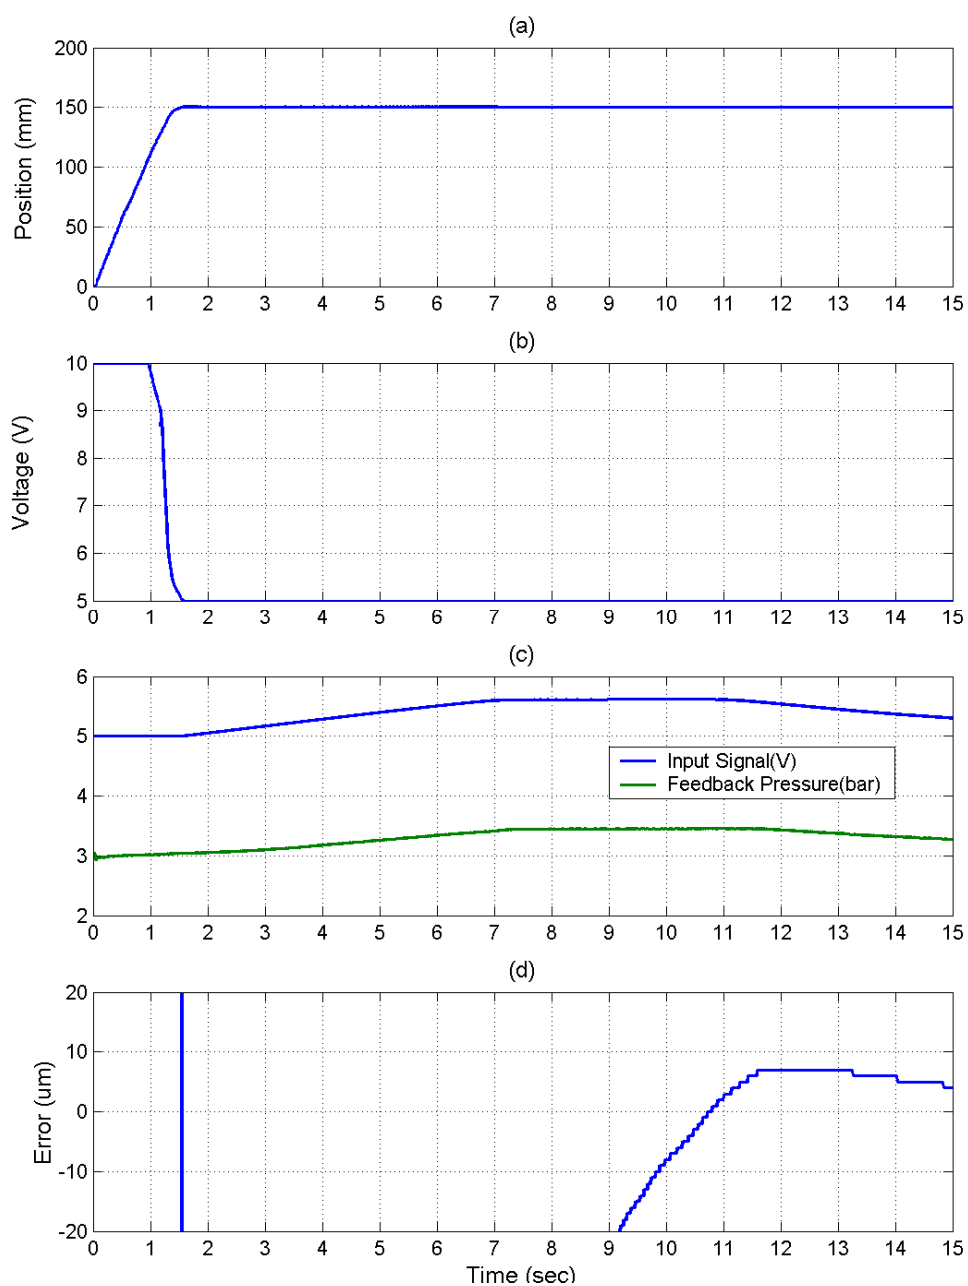 (a)
200
150
100
50
0
Position (mm)
0 1 2 3 4 5 6 7 8 9 10 11 12 13 14 15
(b)
10
9
8
7
6
5
Voltage (V)
0 1 2 3 4 5 6 7 8 9 10 11 12 13 14 15
(c)
6
5
4
3
2
Input Signal(V)
Feedback Pressure(bar)
0 1 2 3 4 5 6 7 8 9 10 11 12 13 14 15
(d)
20
10
0
-10
-20
Error (um)
0 1 2 3 4 5 6 7 8 9 10 11 12 13 14 15
Time (sec)